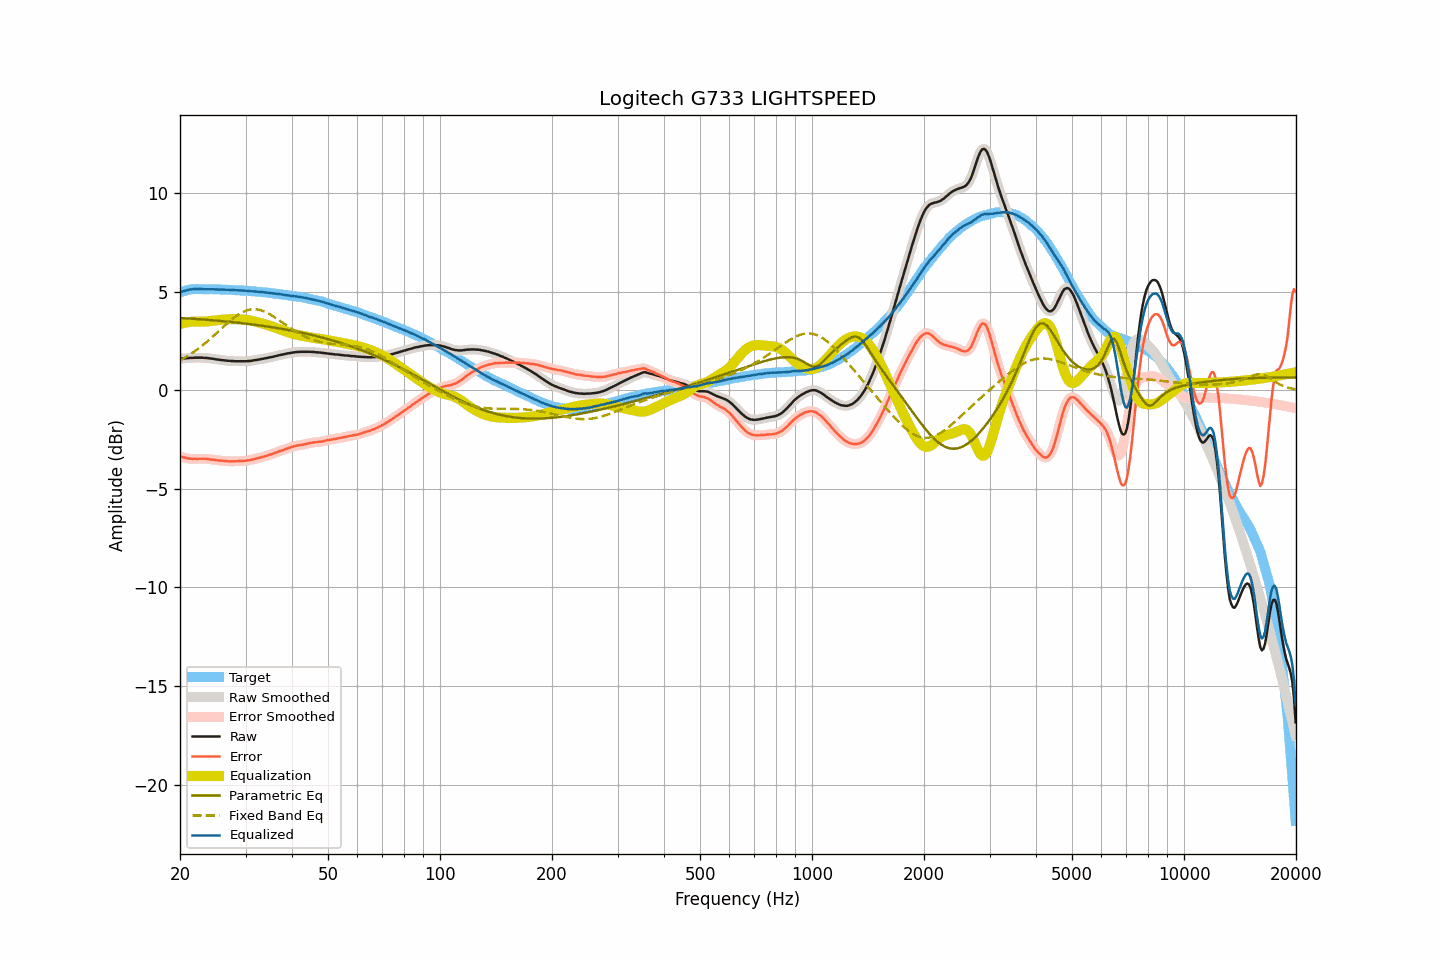 Logitech G733 LIGHTSPEED
Amplitude (dBr)
10
5
0
−5
−10
−15
−20
Target
Raw Smoothed
Error Smoothed
Raw
Error
Equalization
Parametric Eq
Fixed Band Eq
Equalized
20 50 100 200 500 1000 2000 5000 10000 20000
Frequency (Hz)